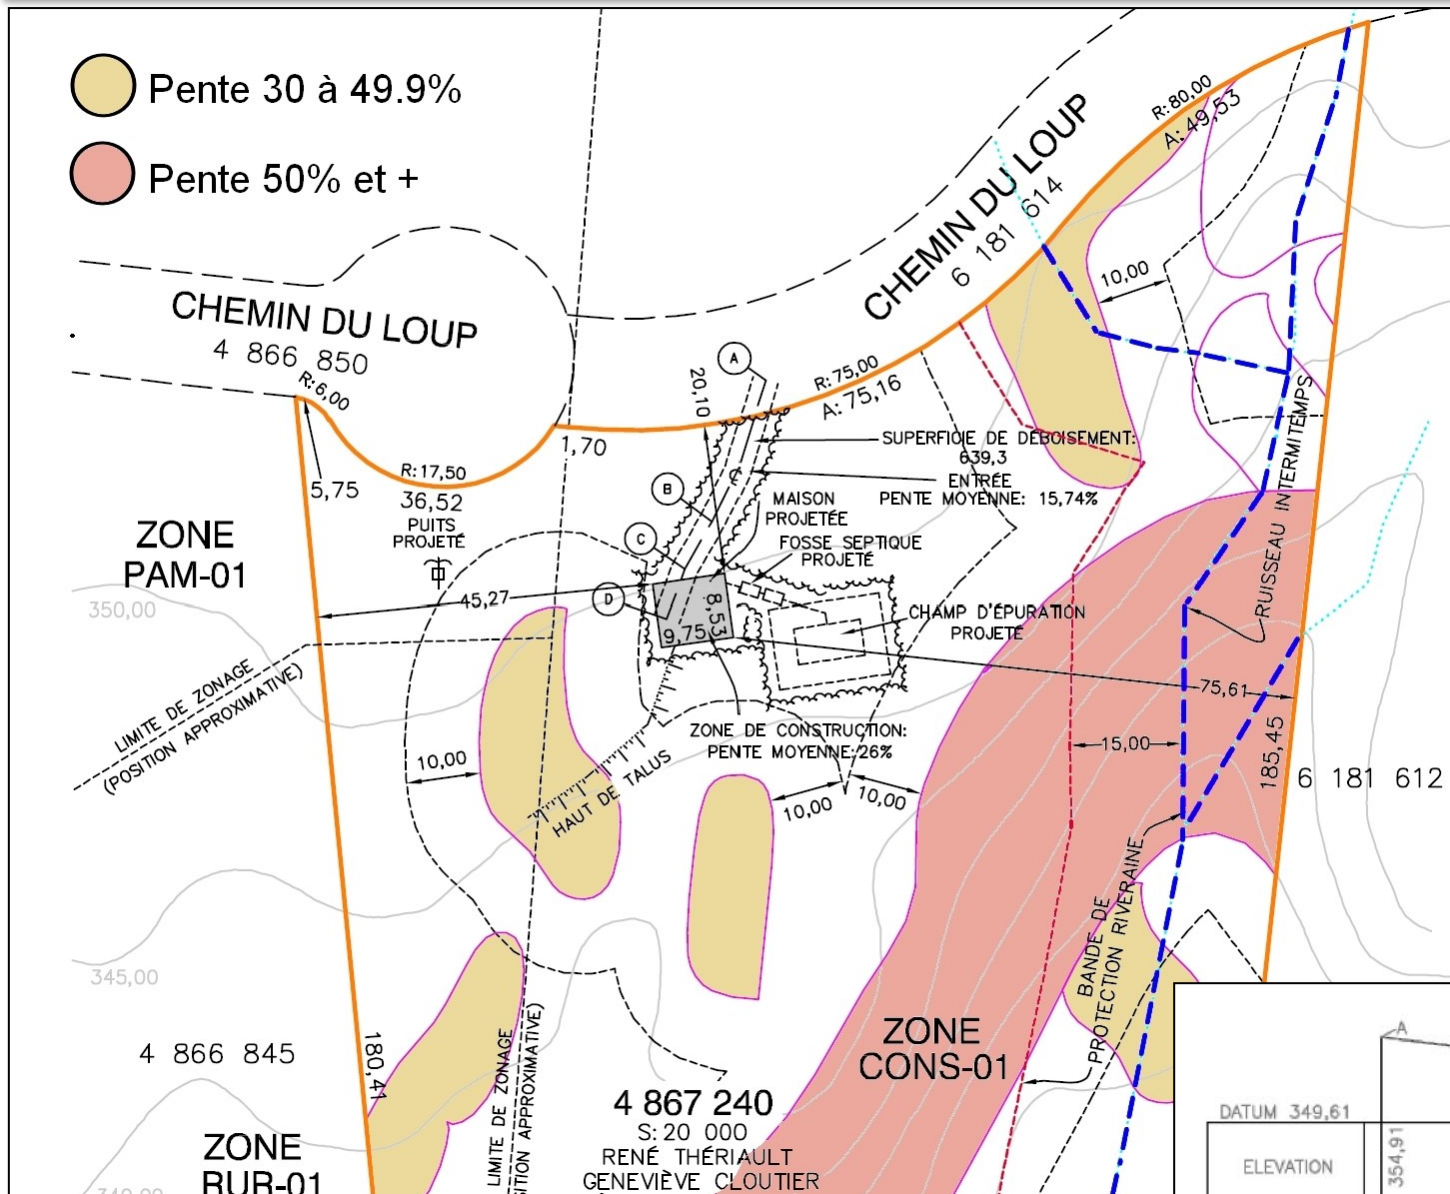 Pente 30 à 49.9%
Pente 50% et +
CHEMIN DU LOUP
4 866 850
R: 6,00
CHEMIN DU LOUP
6 181 614
R: 80,00
A: 49,53
10,00
A
20,10
R: 75,00
A: 75,16
1,70
R: 17,50
36,52
5,75
PUITS
PROJETÉ
SUPERFICIE DE DÉBOISEMENT:
639,3
ENTRÉE
PENTE MOYENNE: 15,74%
B
MAISON
PROJETÉE
C
FOSSE SEPTIQUE
PROJETÉ
D
ZONE
PAM-01
350,00
45,27
8,53
9,75
CHAMP D'ÉPURATION
PROJETÉ
RUISSEAU INTERMITEMPS
LIMITE DE ZONAGE
(POSITION APPROXIMATIVE)
75,61
ZONE DE CONSTRUCTION:
PENTE MOYENNE: 26%
10,00
HAUT DE TALUS
10,00
10,00
15,00
185,45
6 181 612
BANDE DE
PROTECTION RIVERAINE
345,00
4 866 845
180,41
LIMITE DE ZONAGE
SITION APPROXIMATIVE)
ZONE
CONS-01
4 867 240
S: 20 000
RENÉ THÉRIAULT
GENEVIÈVE CLOUTIER
ZONE
RUR-01
340,00
A
DATUM 349,61
ELEVATION
354,91